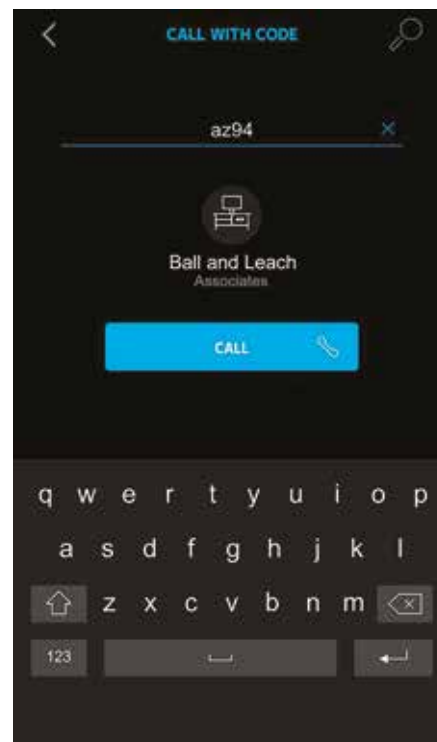 CALL WITH CODE
az94
Ball and Leach
Associates
CALL
q w e r t y u i o p
a s d f g h j k l
z x c v b n m
123